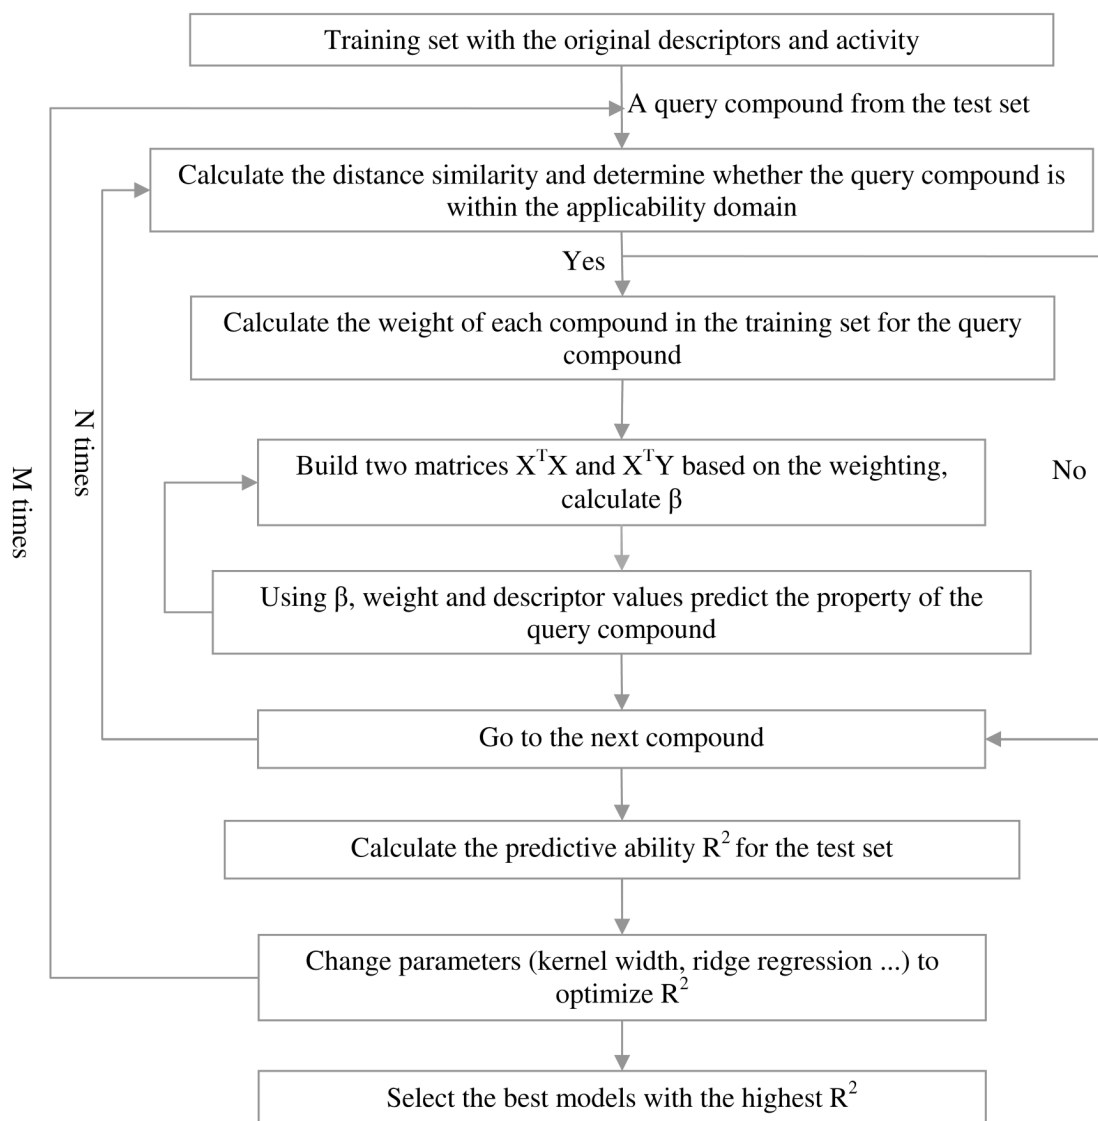 Training set with the original descriptors and activity
A query compound from the test set
Calculate the distance similarity and determine whether the query compound is
within the applicability domain
Yes
Calculate the weight of each compound in the training set for the query
compound
N times
M times
Build two matrices XᵀX and XᵀY based on the weighting,
calculate β
No
Using β, weight and descriptor values predict the property of the
query compound
Go to the next compound
Calculate the predictive ability R² for the test set
Change parameters (kernel width, ridge regression ...) to
optimize R²
Select the best models with the highest R²